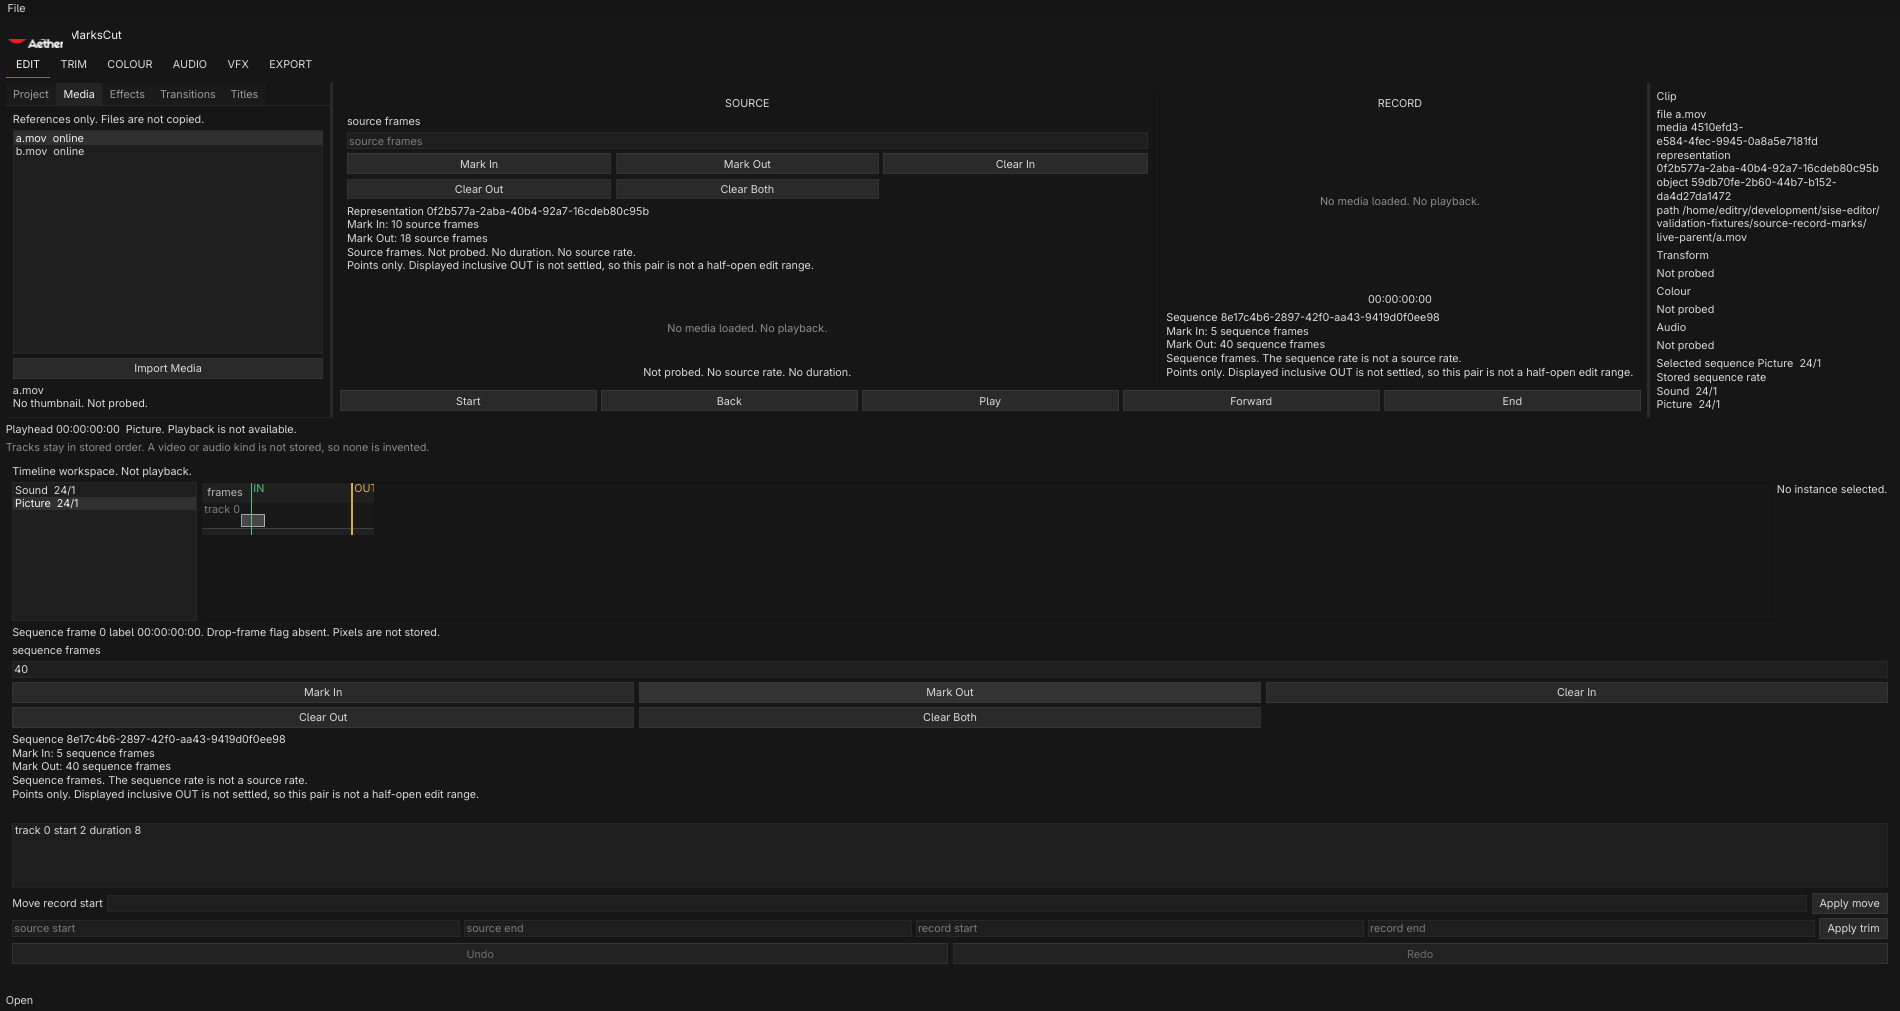 File
Aether
MarksCut
EDIT TRIM COLOUR AUDIO VFX EXPORT
Project Media Effects Transitions Titles
References only. Files are not copied.
a.mov online
b.mov online
Import Media
a.mov
No thumbnail. Not probed.
SOURCE
source frames
source frames
Mark In Mark Out Clear In
Clear Out Clear Both
Representation 0f2b577a-2aba-40b4-92a7-16cdeb80c95b
Mark In: 10 source frames
Mark Out: 18 source frames
Source frames. Not probed. No duration. No source rate.
Points only. Displayed inclusive OUT is not settled, so this pair is not a half-open edit range.
No media loaded. No playback.
Not probed. No source rate. No duration.
RECORD
No media loaded. No playback.
00:00:00:00
Sequence 8e17c4b6-2897-42f0-aa43-9419d0f0ee98
Mark In: 5 sequence frames
Mark Out: 40 sequence frames
Sequence frames. The sequence rate is not a source rate.
Points only. Displayed inclusive OUT is not settled, so this pair is not a half-open edit range.
Start Back Play Forward End
Clip
file a.mov
media 4510efd3-
e584-4fec-9945-0a8a5e7181fd
representation
0f2b577a-2aba-40b4-92a7-16cdeb80c95b
object 59db70fe-2b60-44b7-b152-
da4d27da1472
path /home/editry/development/sise-editor/
validation-fixtures/source-record-marks/
live-parent/a.mov
Transform
Not probed
Colour
Not probed
Audio
Not probed
Selected sequence Picture 24/1
Stored sequence rate
Sound 24/1
Picture 24/1
Playhead 00:00:00:00 Picture. Playback is not available.
Tracks stay in stored order. A video or audio kind is not stored, so none is invented.
Timeline workspace. Not playback.
Sound 24/1
Picture 24/1
frames IN OUT
track 0
No instance selected.
Sequence frame 0 label 00:00:00:00. Drop-frame flag absent. Pixels are not stored.
sequence frames
40
Mark In Mark Out Clear In
Clear Out Clear Both
Sequence 8e17c4b6-2897-42f0-aa43-9419d0f0ee98
Mark In: 5 sequence frames
Mark Out: 40 sequence frames
Sequence frames. The sequence rate is not a source rate.
Points only. Displayed inclusive OUT is not settled, so this pair is not a half-open edit range.
track 0 start 2 duration 8
Move record start Apply move
source start source end record start record end Apply trim
Undo Redo
Open